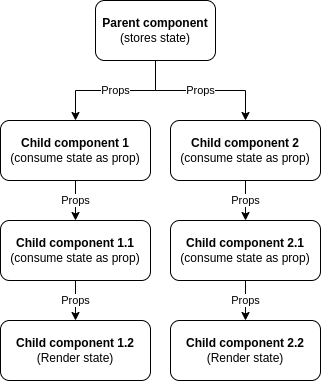 Parent component
(stores state)
Props
Props
Child component 1
(consume state as prop)
Child component 2
(consume state as prop)
Props
Props
Child component 1.1
(consume state as prop)
Child component 2.1
(consume state as prop)
Props
Props
Child component 1.2
(Render state)
Child component 2.2
(Render state)